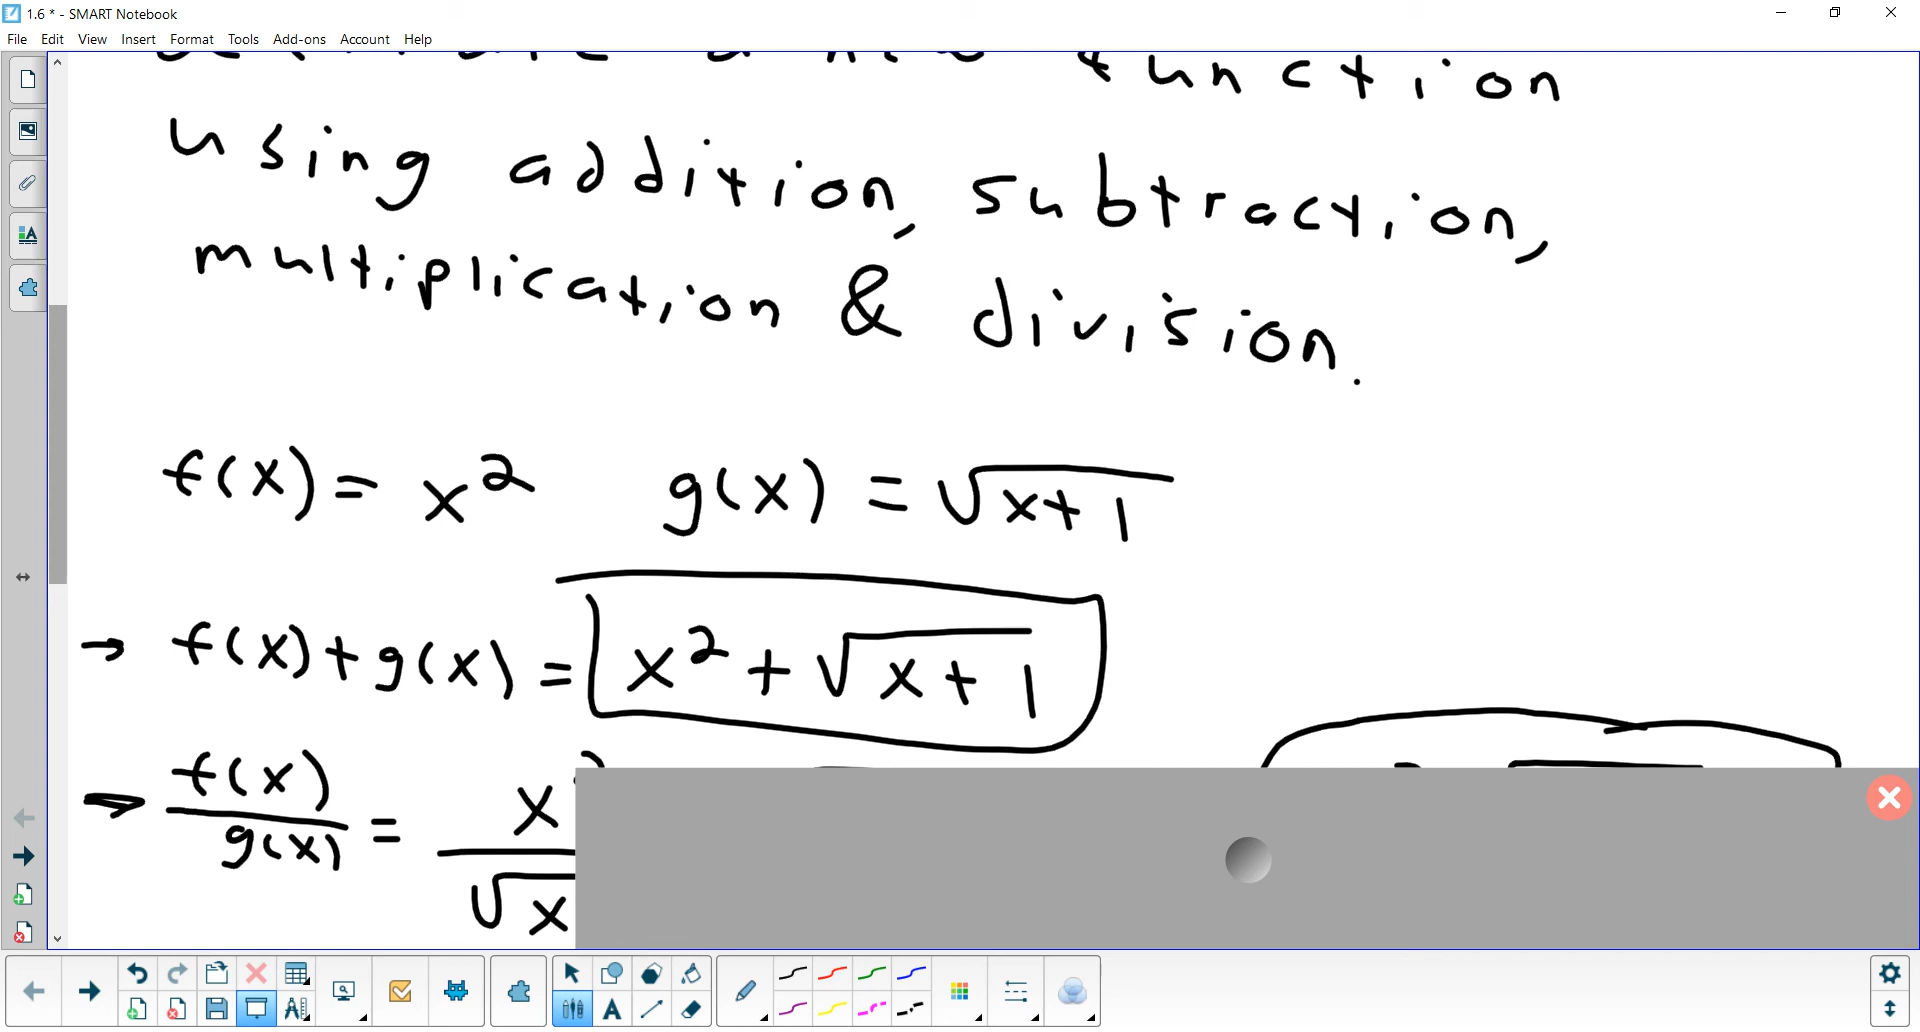 1.6 * - SMART Notebook
File Edit View Insert Format Tools Add-ons Account Help
function
using addition, subtraction,
multiplication & division.
f(x) = x² g(x) = √x+1
→ f(x)+g(x) = x² + √x+1
→ f(x)/g(x) = x/√x